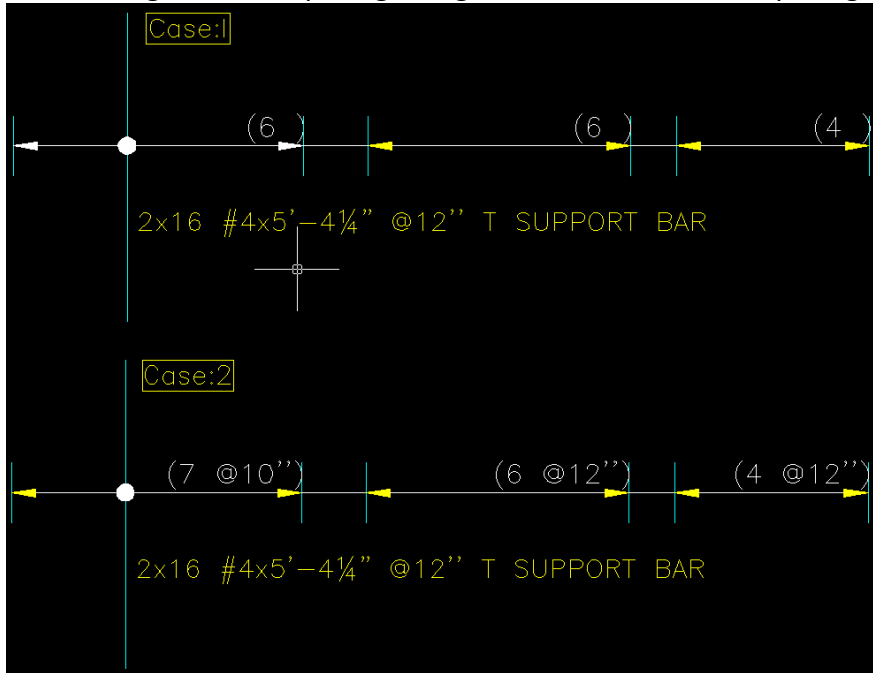 Case:1
(6 ) (6 ) (4 )
2x16 #4x5'-4¼" @12'' T SUPPORT BAR
Case:2
(7 @10'') (6 @12'') (4 @12'')
2x16 #4x5'-4¼" @12'' T SUPPORT BAR